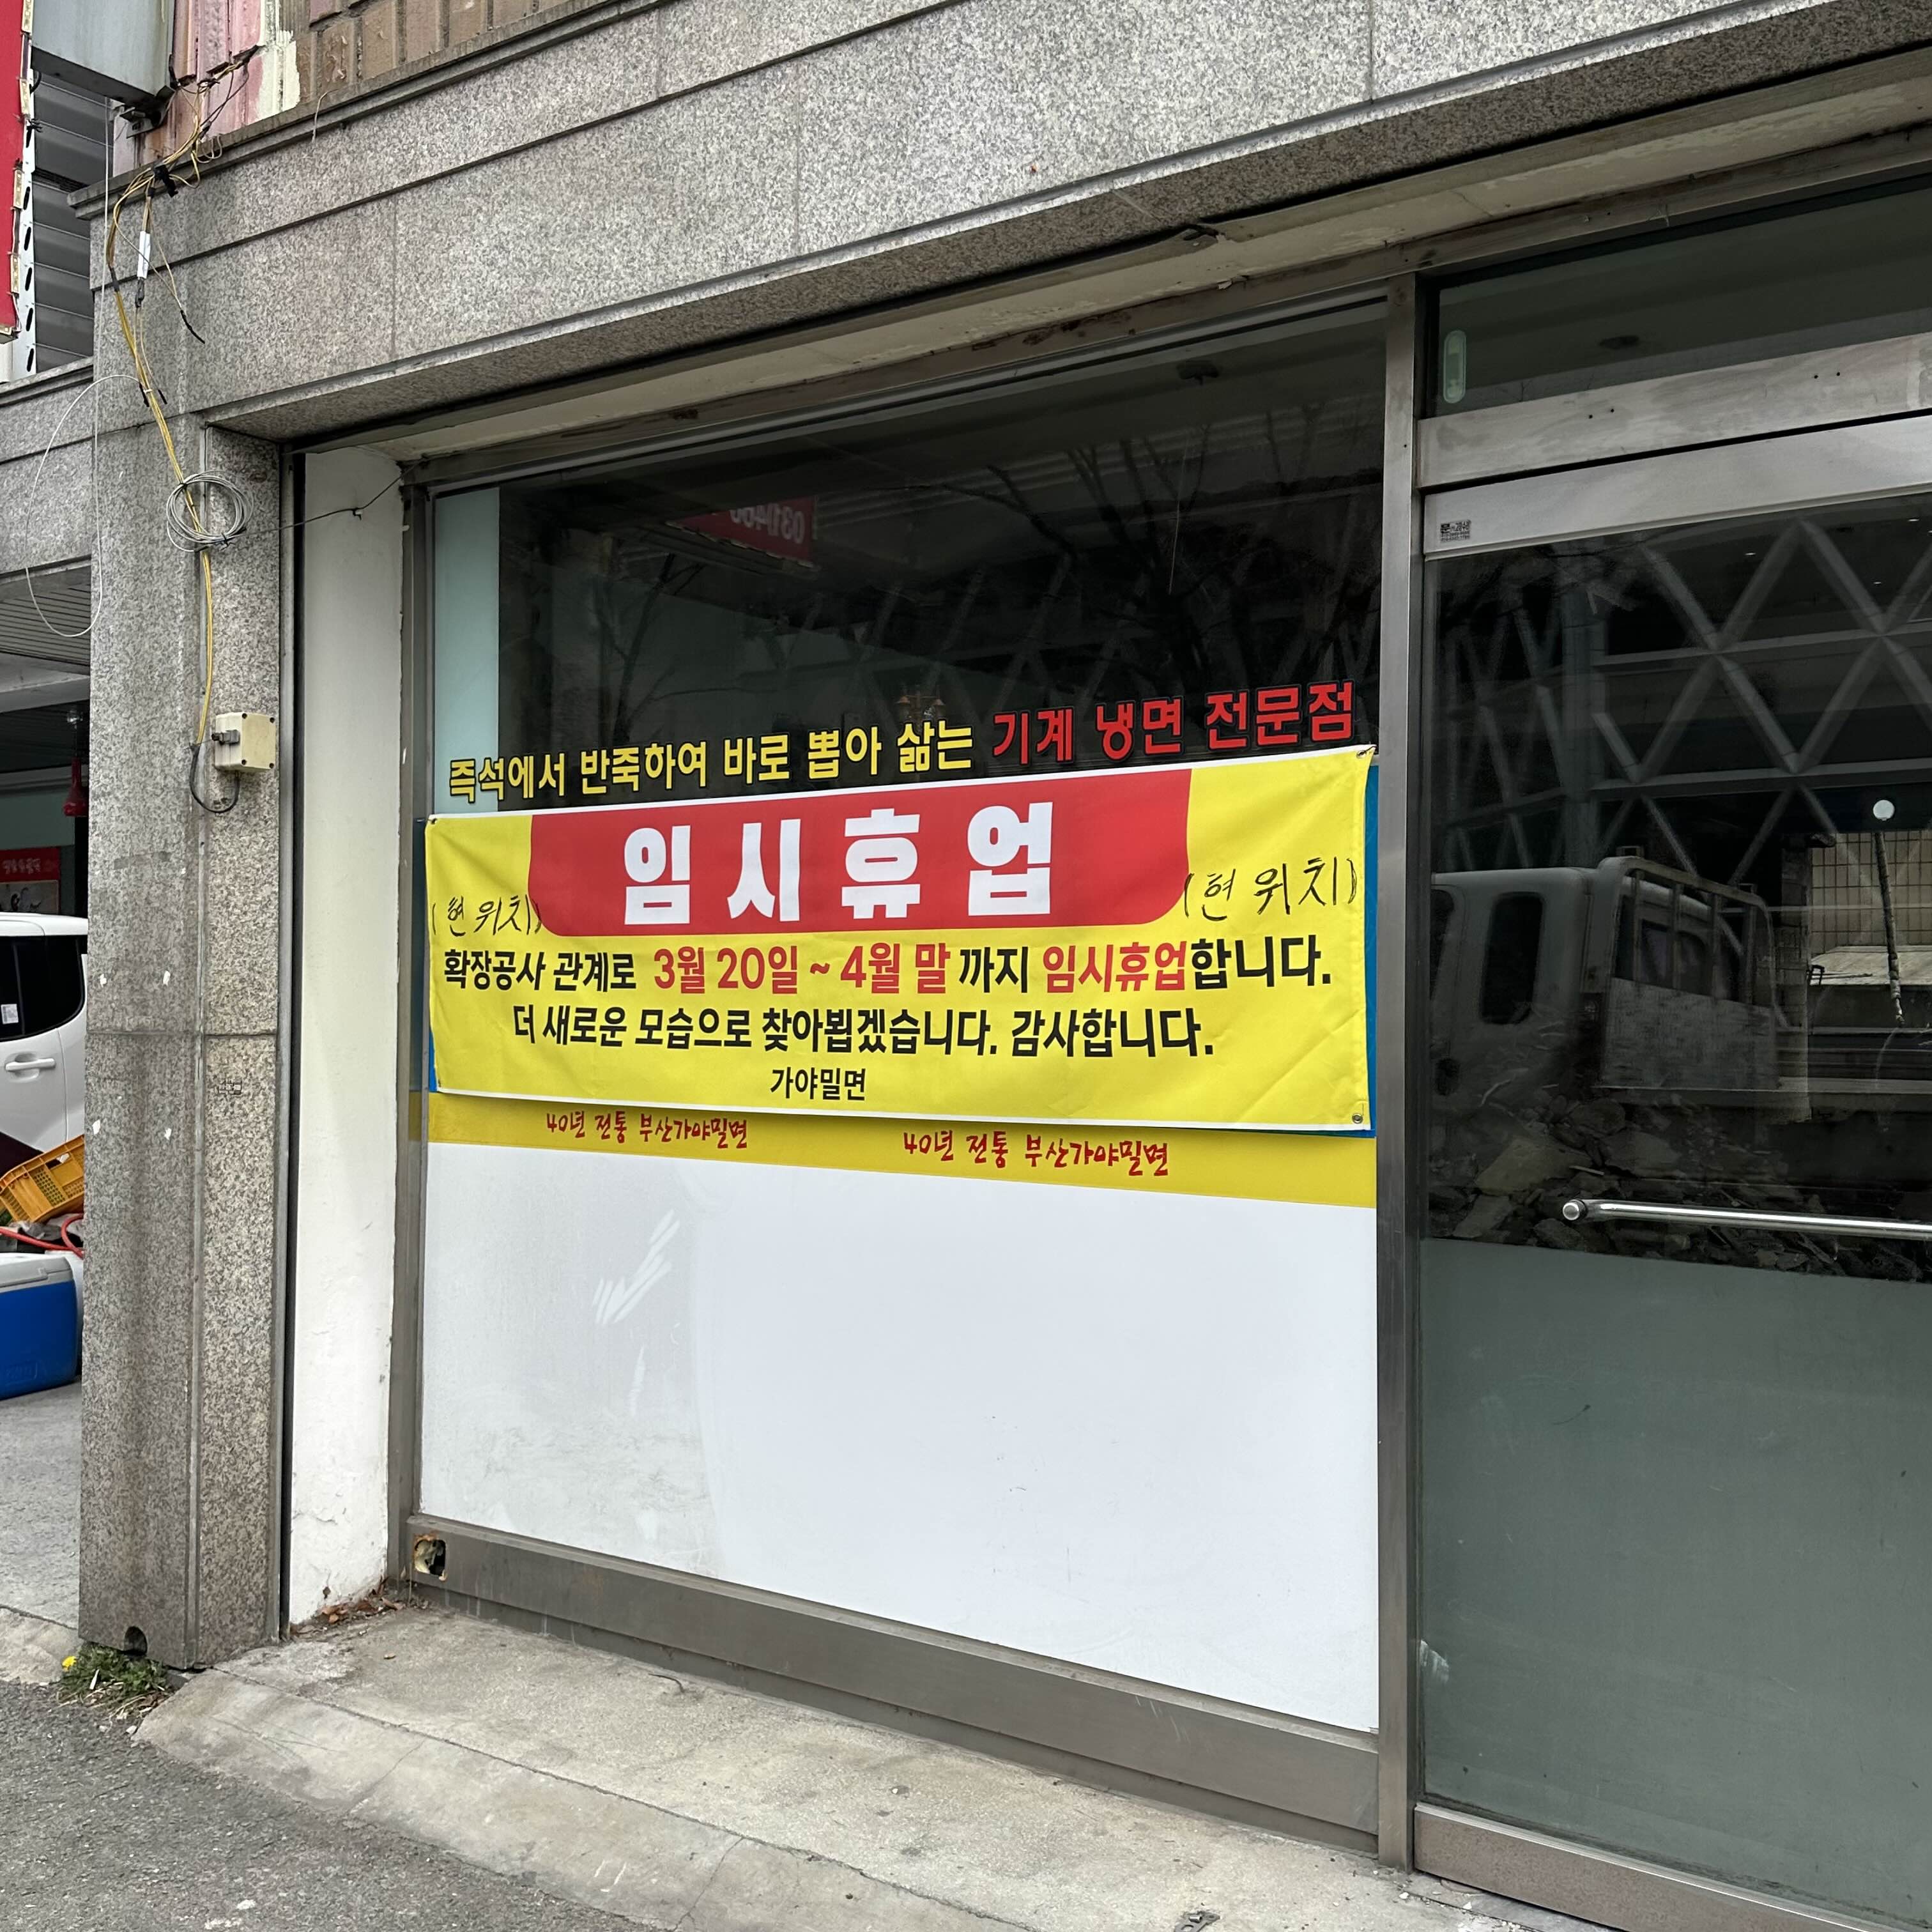 즉석에서 반죽하여 바로 뽑아 삶는 기계 냉면 전문점
임시휴업
(현 위치) (현 위치)
확장공사 관계로 3월 20일 ~ 4월 말 까지 임시휴업합니다.
더 새로운 모습으로 찾아뵙겠습니다. 감사합니다.
가야밀면
40년 전통 부산가야밀면 40년 전통 부산가야밀면